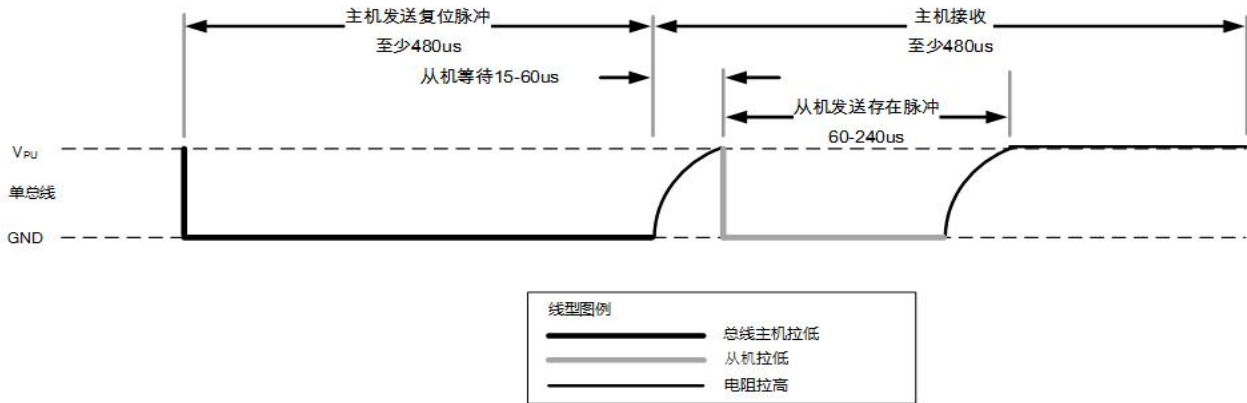 主机发送复位脉冲
至少480us
主机接收
至少480us
从机等待15-60us
从机发送存在脉冲
60-240us
VPU
单总线
GND
线型图例
总线主机拉低
从机拉低
电阻拉高